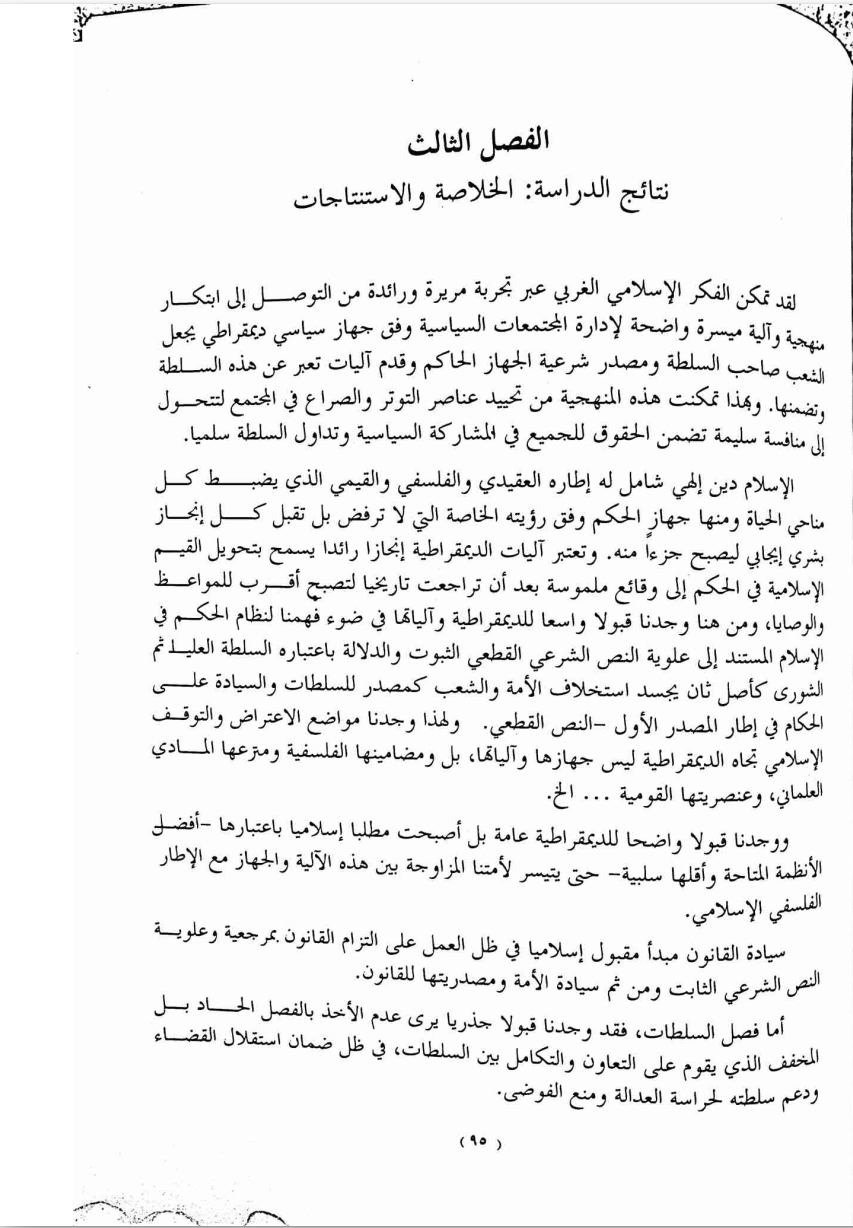 الفصل الثالث
نتائج الدراسة: الخلاصة والاستنتاجات
لقد تمكن الفكر الإسلامي الغربي عبر تجربة مريرة ورائدة من التوصل إلى ابتكار
منهجية وآلية ميسرة واضحة لإدارة المجتمعات السياسية وفق جهاز سياسي ديمقراطي يجعل
الشعب صاحب السلطة ومصدر شرعية الجهاز الحاكم وقدم آليات تعبر عن هذه السلطة
وتضمنها. وبهذا تمكنت هذه المنهجية من تحييد عناصر التوتر والصراع في المجتمع لتتحول
إلى منافسة سليمة تضمن الحقوق للجميع في المشاركة السياسية وتداول السلطة سلميا.
الإسلام دين إلهي شامل له إطاره العقيدي والفلسفي والقيمي الذي يضبط كل
مناحي الحياة ومنها جهاز الحكم وفق رؤيته الخاصة التي لا ترفض بل تقبل كل إنجاز
بشري إيجابي ليصبح جزءاً منه. وتعتبر آليات الديمقراطية إنجازا رائدا يسمح بتحويل القيم
الإسلامية في الحكم إلى وقائع ملموسة بعد أن تراجعت تاريخيا لتصبح أقرب للمواعظ
والوصايا، ومن هنا وجدنا قبولا واسعا للديمقراطية وآلياتها في ضوء فهمنا لنظام الحكم في
الإسلام المستند إلى علوية النص الشرعي القطعي الثبوت والدلالة باعتباره السلطة العليا ثم
الشورى كأصل ثان يجسد استخلاف الأمة والشعب كمصدر للسلطات والسيادة على
الحكام في إطار المصدر الأول –النص القطعي. ولهذا وجدنا مواضع الاعتراض والتوقف
الإسلامي تجاه الديمقراطية ليس جهازها وآلياتها، بل ومضامينها الفلسفية ومنزعها المادي
العلماني، وعنصريتها القومية ... الخ.
ووجدنا قبولا واضحا للديمقراطية عامة بل أصبحت مطلبا إسلاميا باعتبارها –أفضل
الأنظمة المتاحة وأقلها سلبية– حتى يتيسر لأمتنا المزاوجة بين هذه الآلية والجهاز مع الإطار
الفلسفي الإسلامي.
سيادة القانون مبدأ مقبول إسلاميا في ظل العمل على التزام القانون بمرجعية وعلوية
النص الشرعي الثابت ومن ثم سيادة الأمة ومصدريتها للقانون.
أما فصل السلطات، فقد وجدنا قبولا جذريا يرى عدم الأخذ بالفصل الحاد بل
المخفف الذي يقوم على التعاون والتكامل بين السلطات، في ظل ضمان استقلال القضاء
ودعم سلطته لحراسة العدالة ومنع الفوضى.
(٩٥)